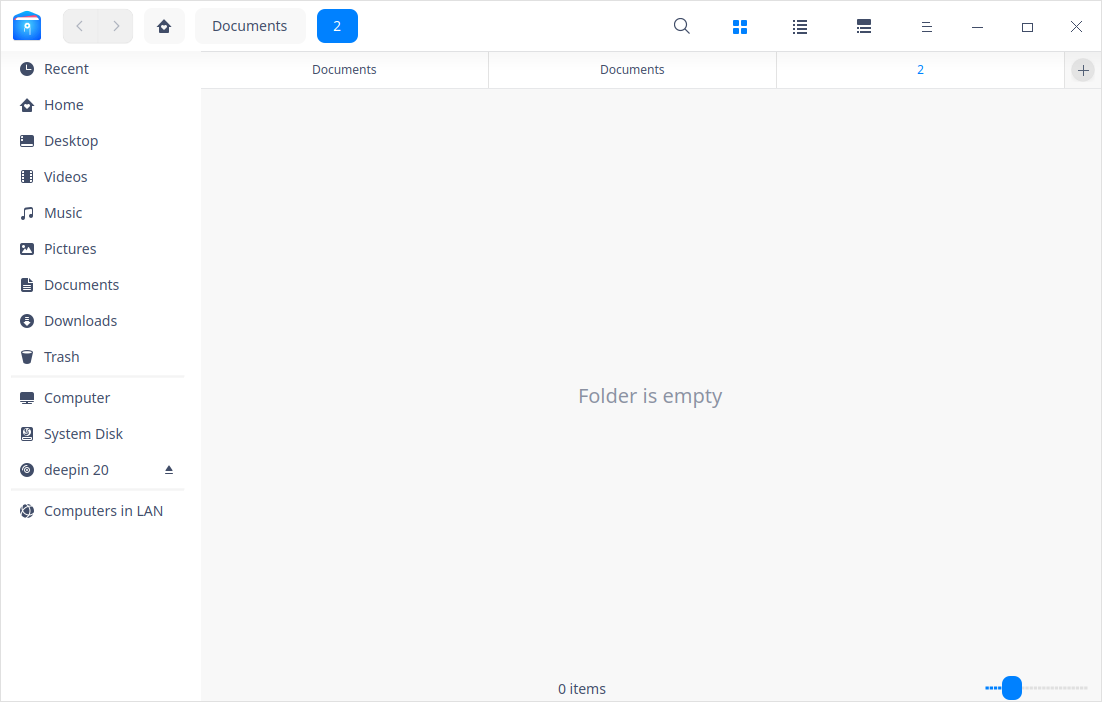 Documents
2
Documents
Documents
2
Recent
Home
Desktop
Videos
Music
Pictures
Documents
Downloads
Trash
Computer
System Disk
deepin 20
Computers in LAN
Folder is empty
0 items